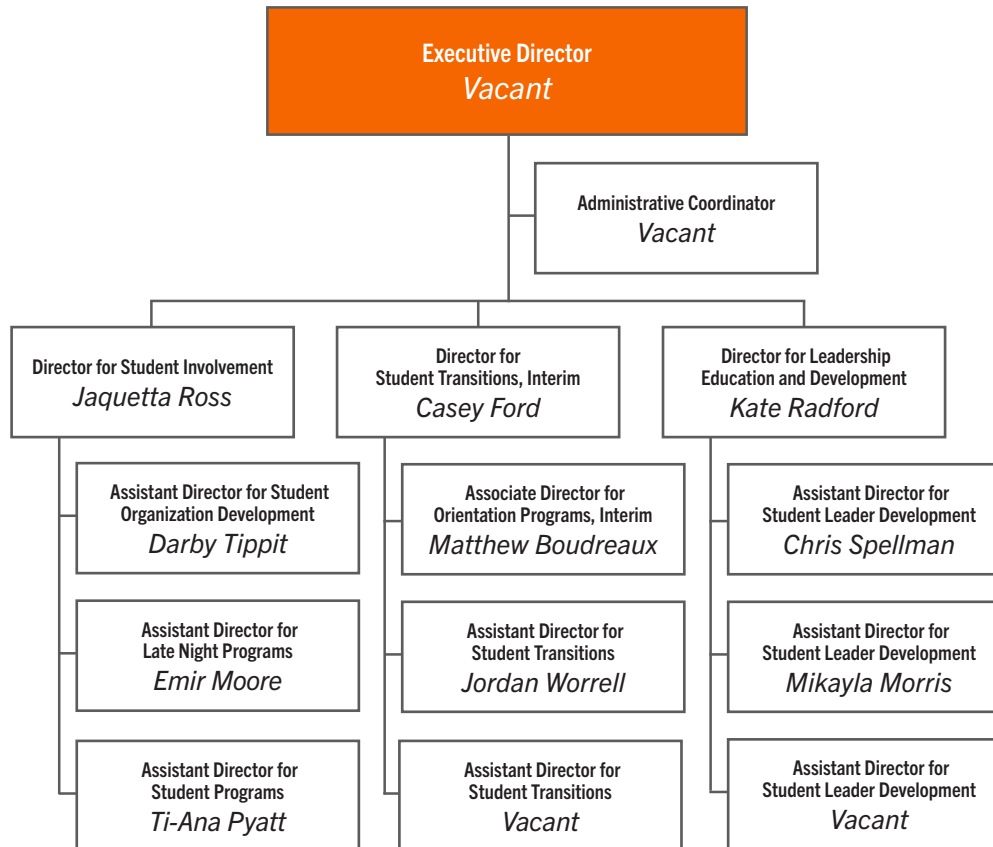 Executive Director
Vacant
Administrative Coordinator
Vacant
Director for Student Involvement
Jaquetta Ross
Director for
Student Transitions, Interim
Casey Ford
Director for Leadership
Education and Development
Kate Radford
Assistant Director for Student
Organization Development
Darby Tippit
Associate Director for
Orientation Programs, Interim
Matthew Boudreaux
Assistant Director for
Student Leader Development
Chris Spellman
Assistant Director for
Late Night Programs
Emir Moore
Assistant Director for
Student Transitions
Jordan Worrell
Assistant Director for
Student Leader Development
Mikayla Morris
Assistant Director for
Student Programs
Ti-Ana Pyatt
Assistant Director for
Student Transitions
Vacant
Assistant Director for
Student Leader Development
Vacant